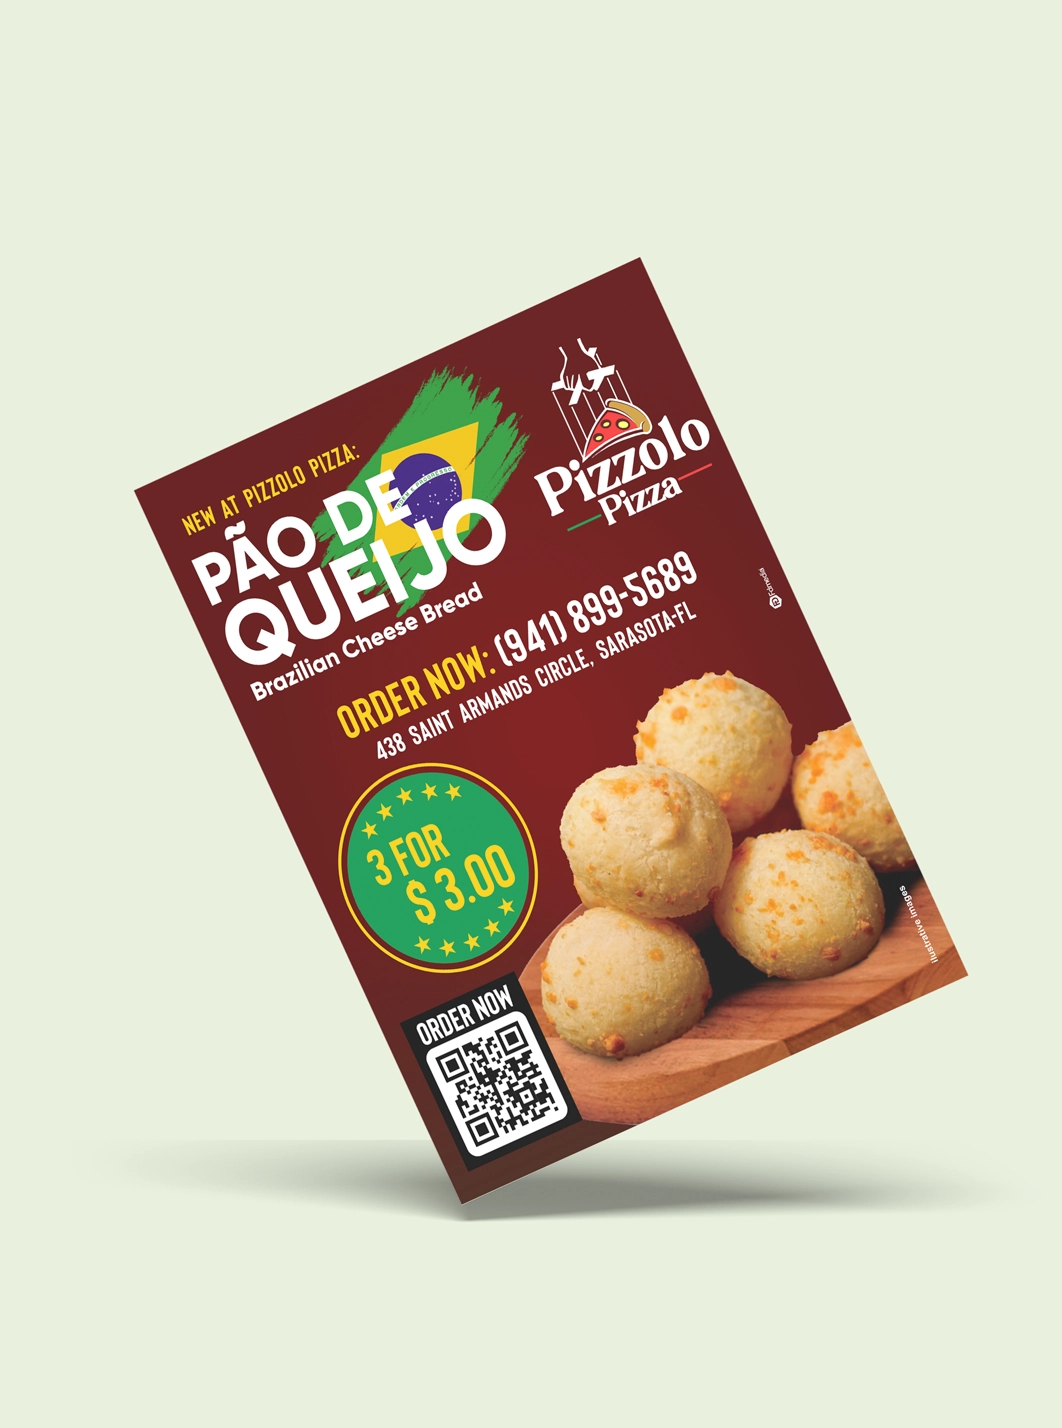 NEW AT PIZZOLO PIZZA:
PÃO DE
QUEIJO
Brazilian Cheese Bread
Pizzolo
Pizza
ORDER NOW: (941) 899-5689
438 SAINT ARMANDS CIRCLE, SARASOTA-FL
3 FOR
$ 3.00
ORDER NOW
illustrative images